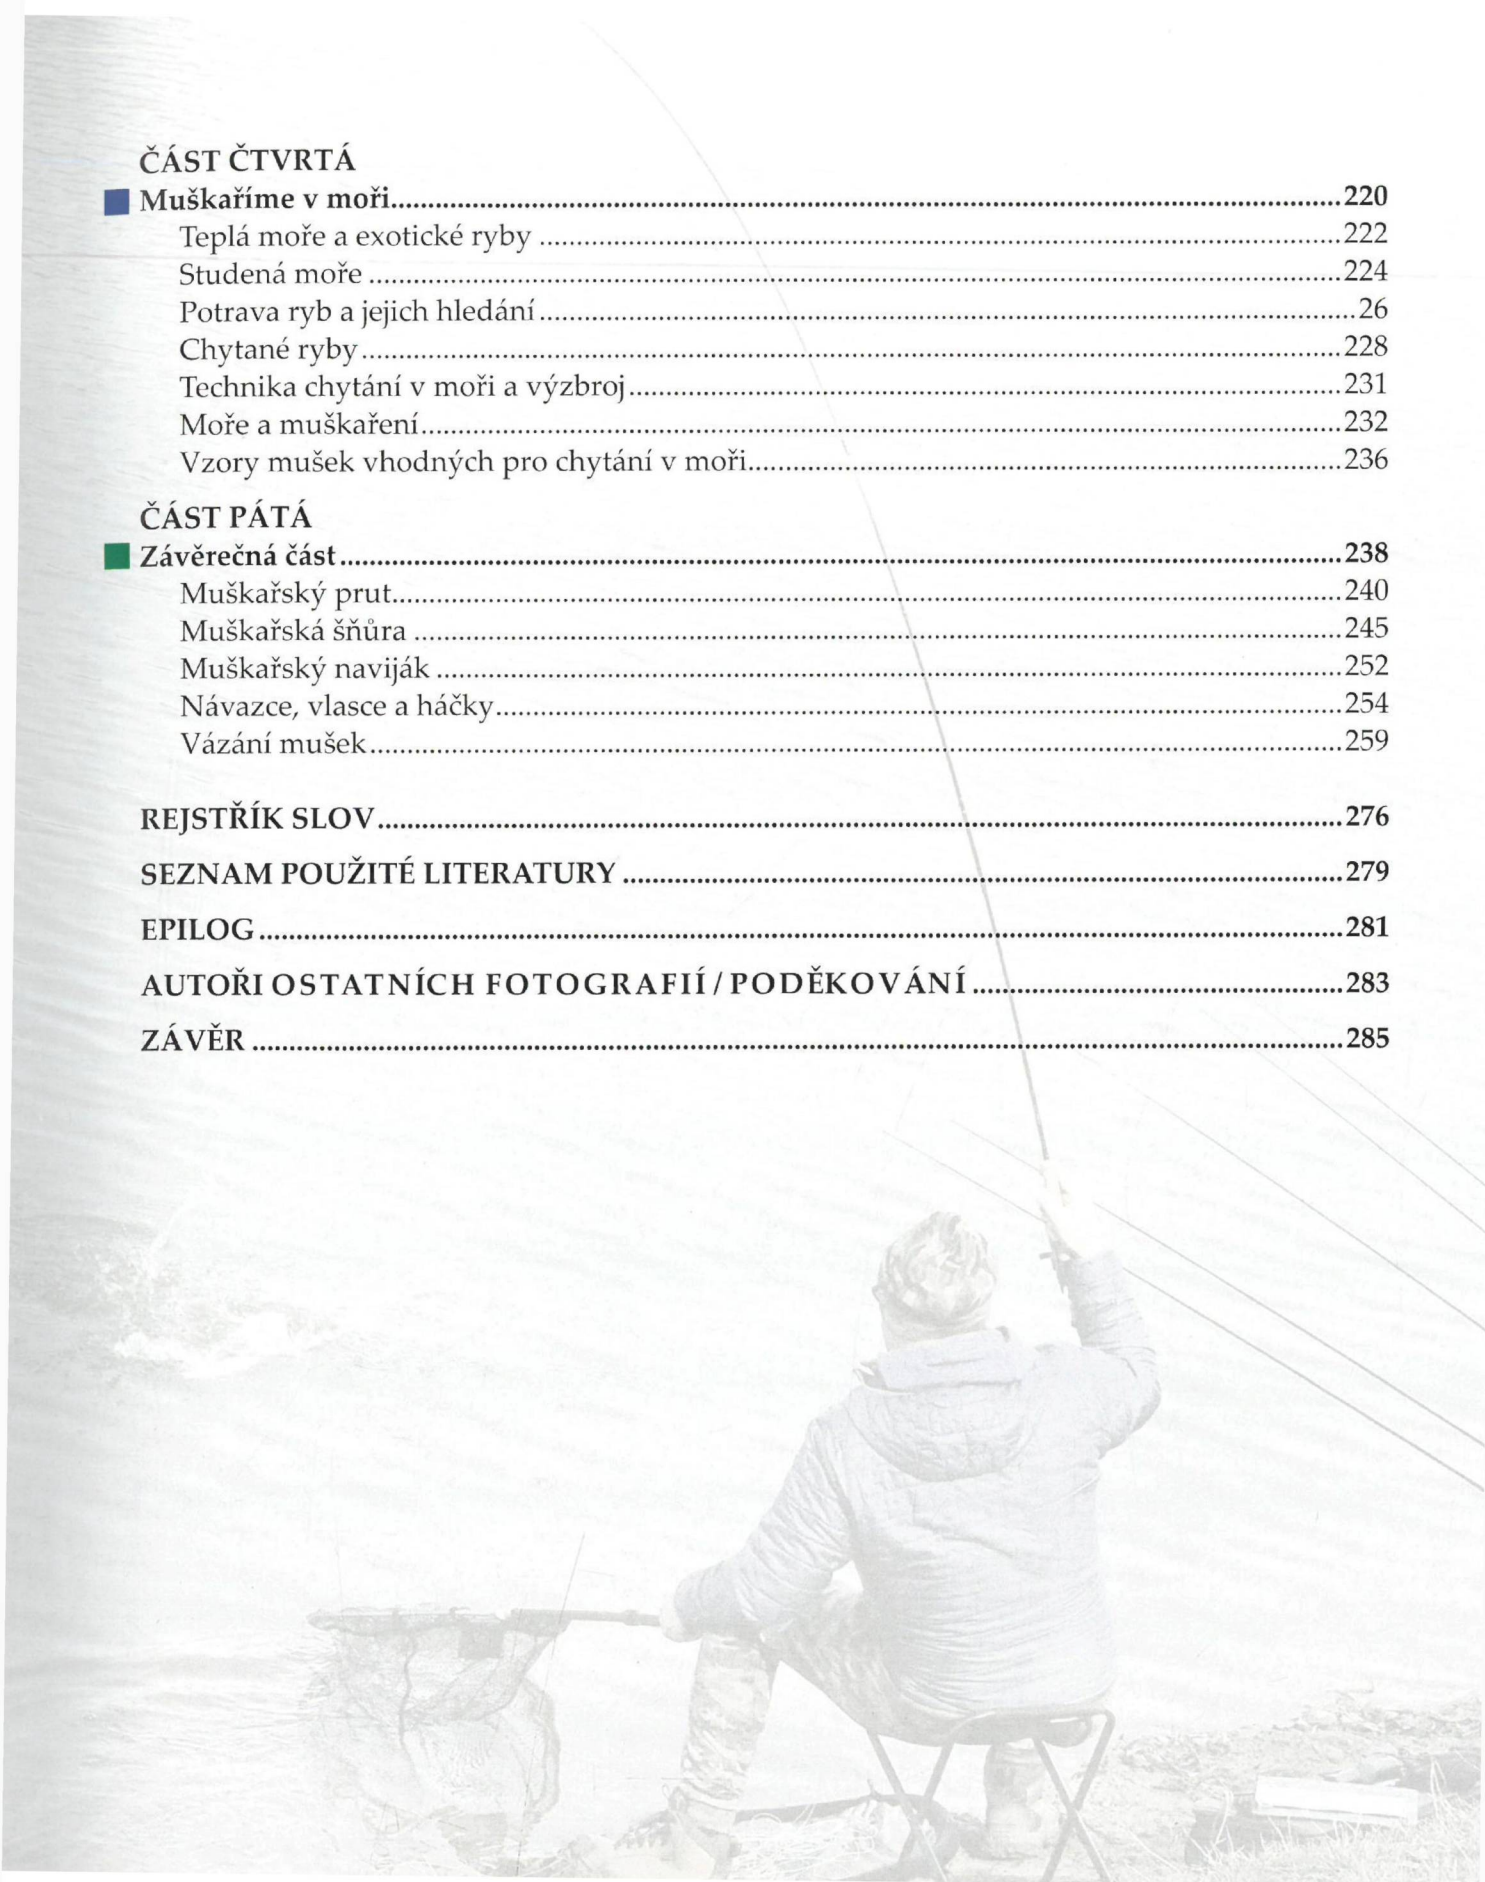 ČÁST ČTVRTÁ
Muškaříme v moři........220
Teplá moře a exotické ryby ........222
Studená moře ........224
Potrava ryb a jejich hledání ........26
Chytané ryby........228
Technika chytání v moři a výzbroj........231
Moře a muškaření........232
Vzory mušek vhodných pro chytání v moři........236
ČÁST PÁTÁ
Závěrečná část........238
Muškařský prut........240
Muškařská šňůra ........245
Muškařský naviják ........252
Návazce, vlasce a háčky........254
Vázání mušek........259
REJSTŘÍK SLOV........276
SEZNAM POUŽITÉ LITERATURY ........279
EPILOG........281
AUTOŘI OSTATNÍCH FOTOGRAFIÍ / PODĚKOVÁNÍ ........283
ZÁVĚR ........285